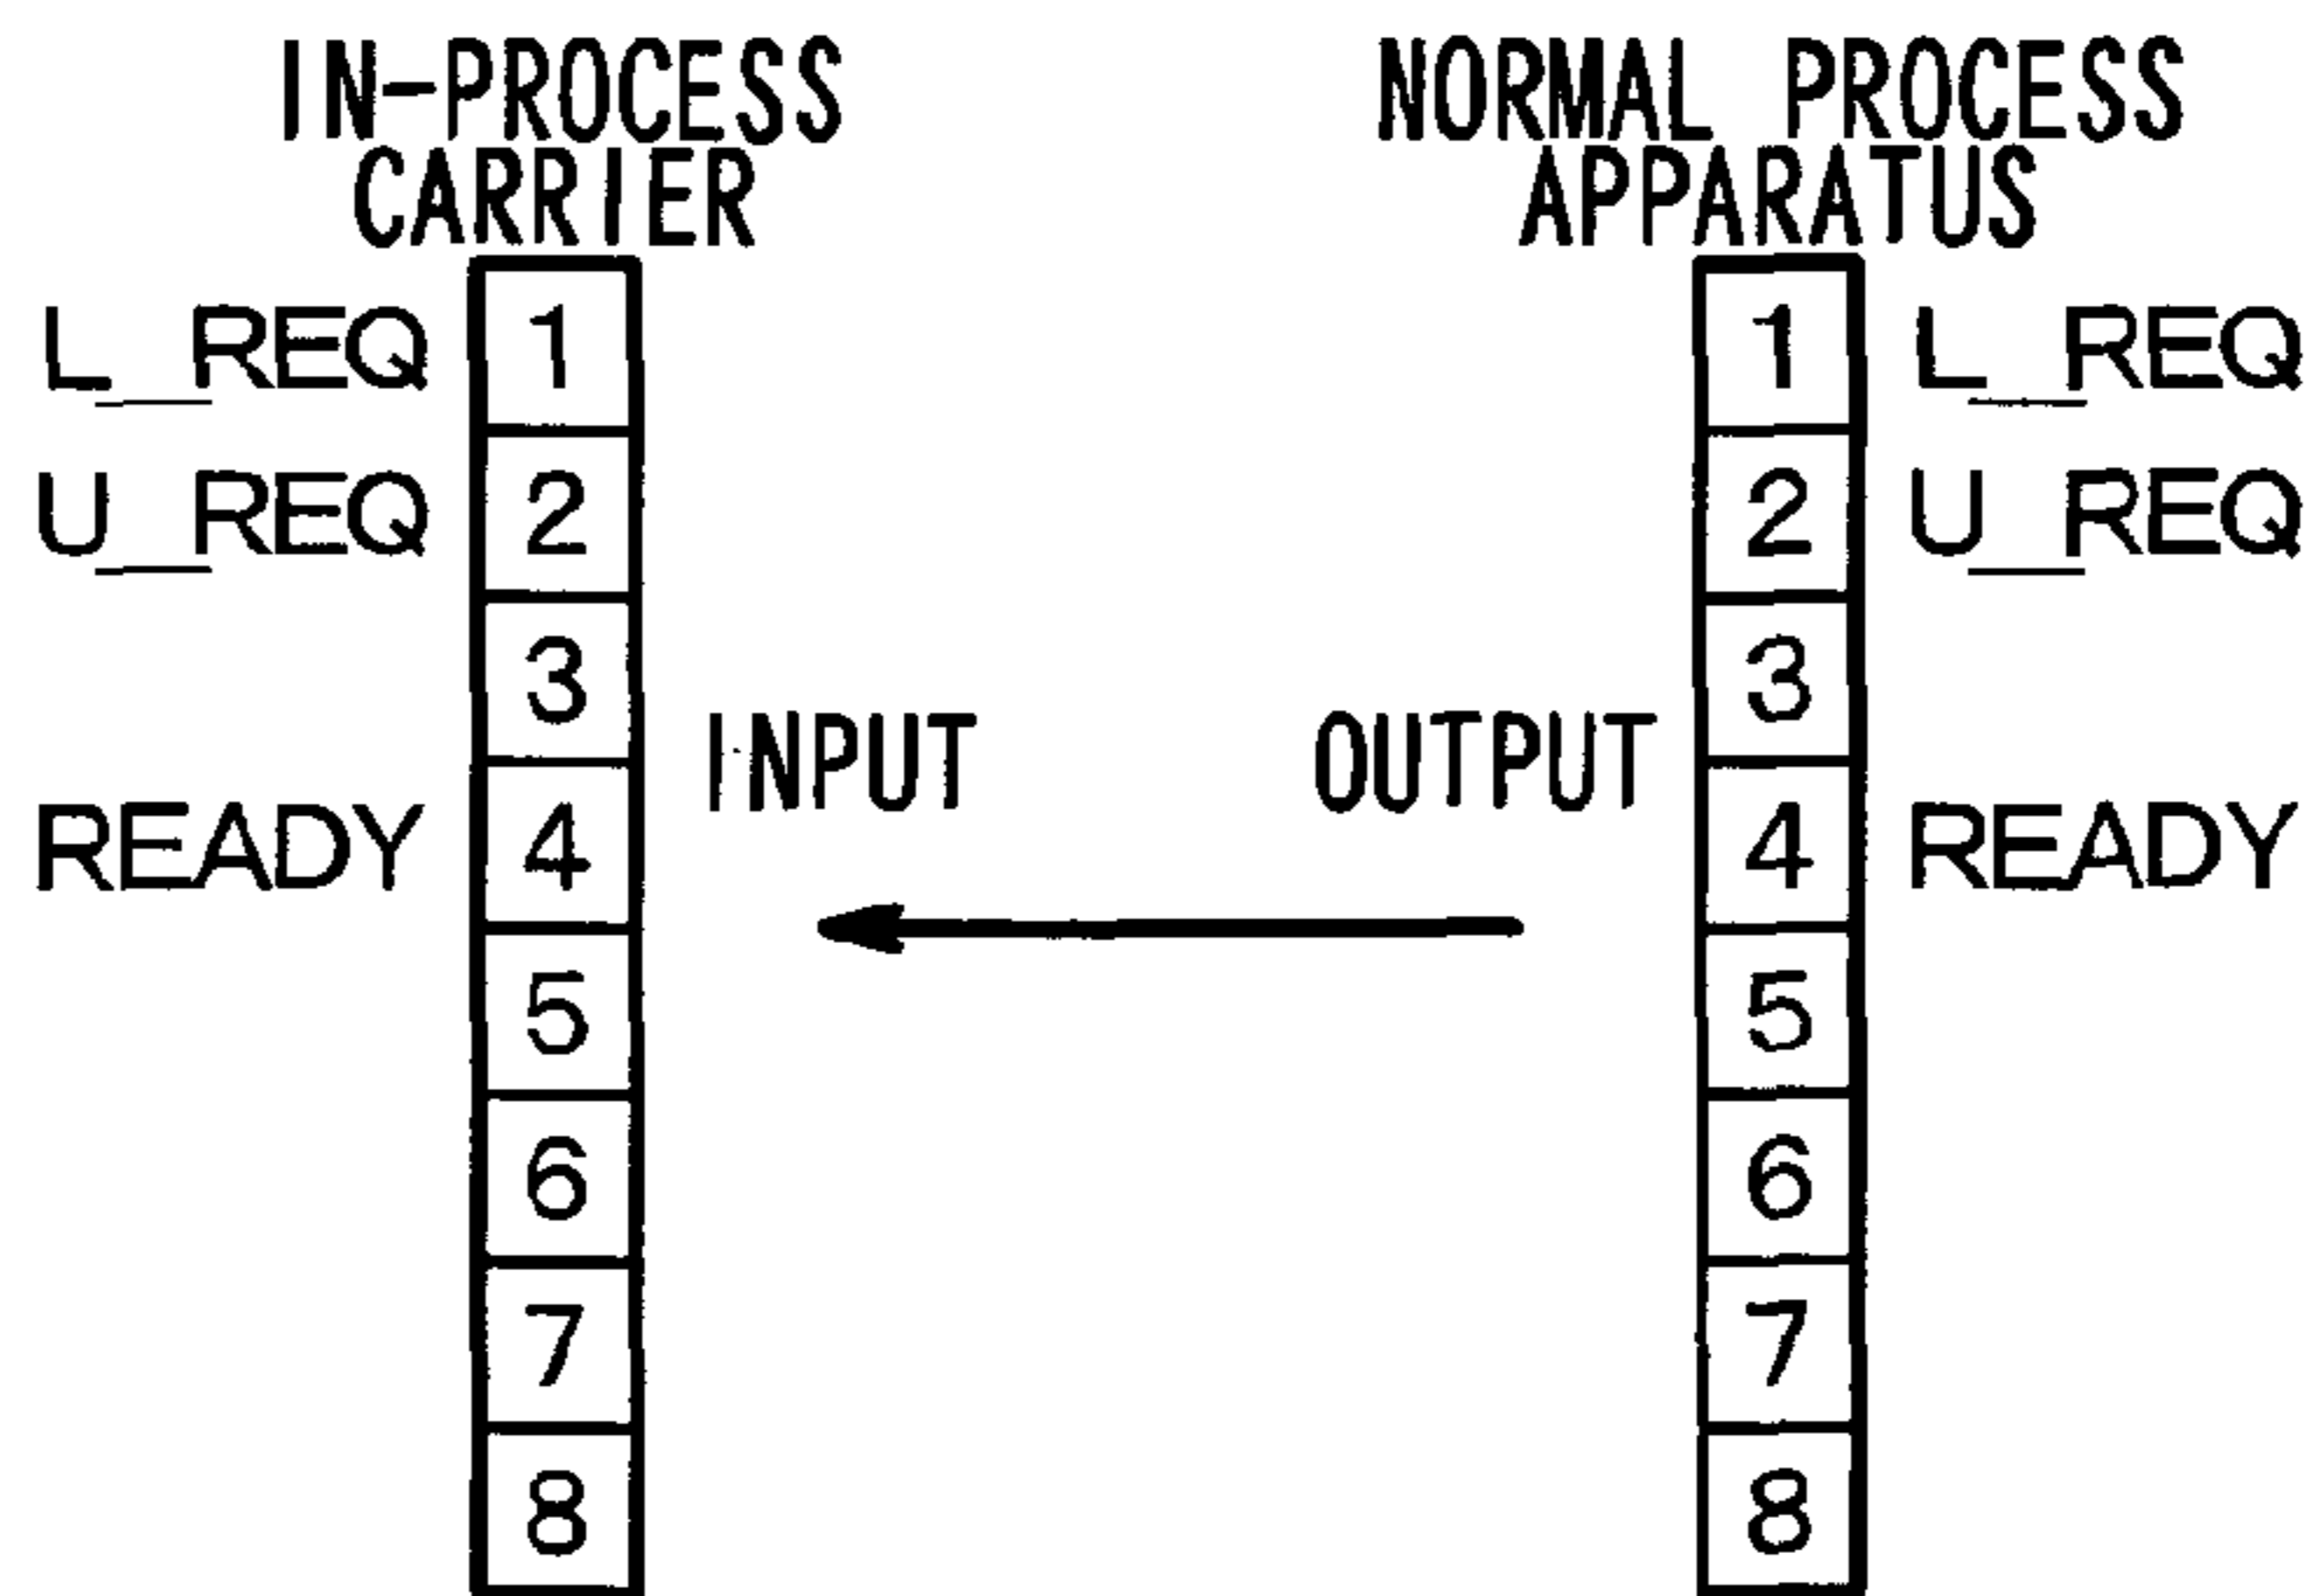 IN-PROCESS
CARRIER
NORMAL PROCESS
APPARATUS
L_REQ 1 1 L_REQ
U_REQ 2 2 U_REQ
3 3
INPUT OUTPUT
READY 4 4 READY
5 5
6 6
7 7
8 8